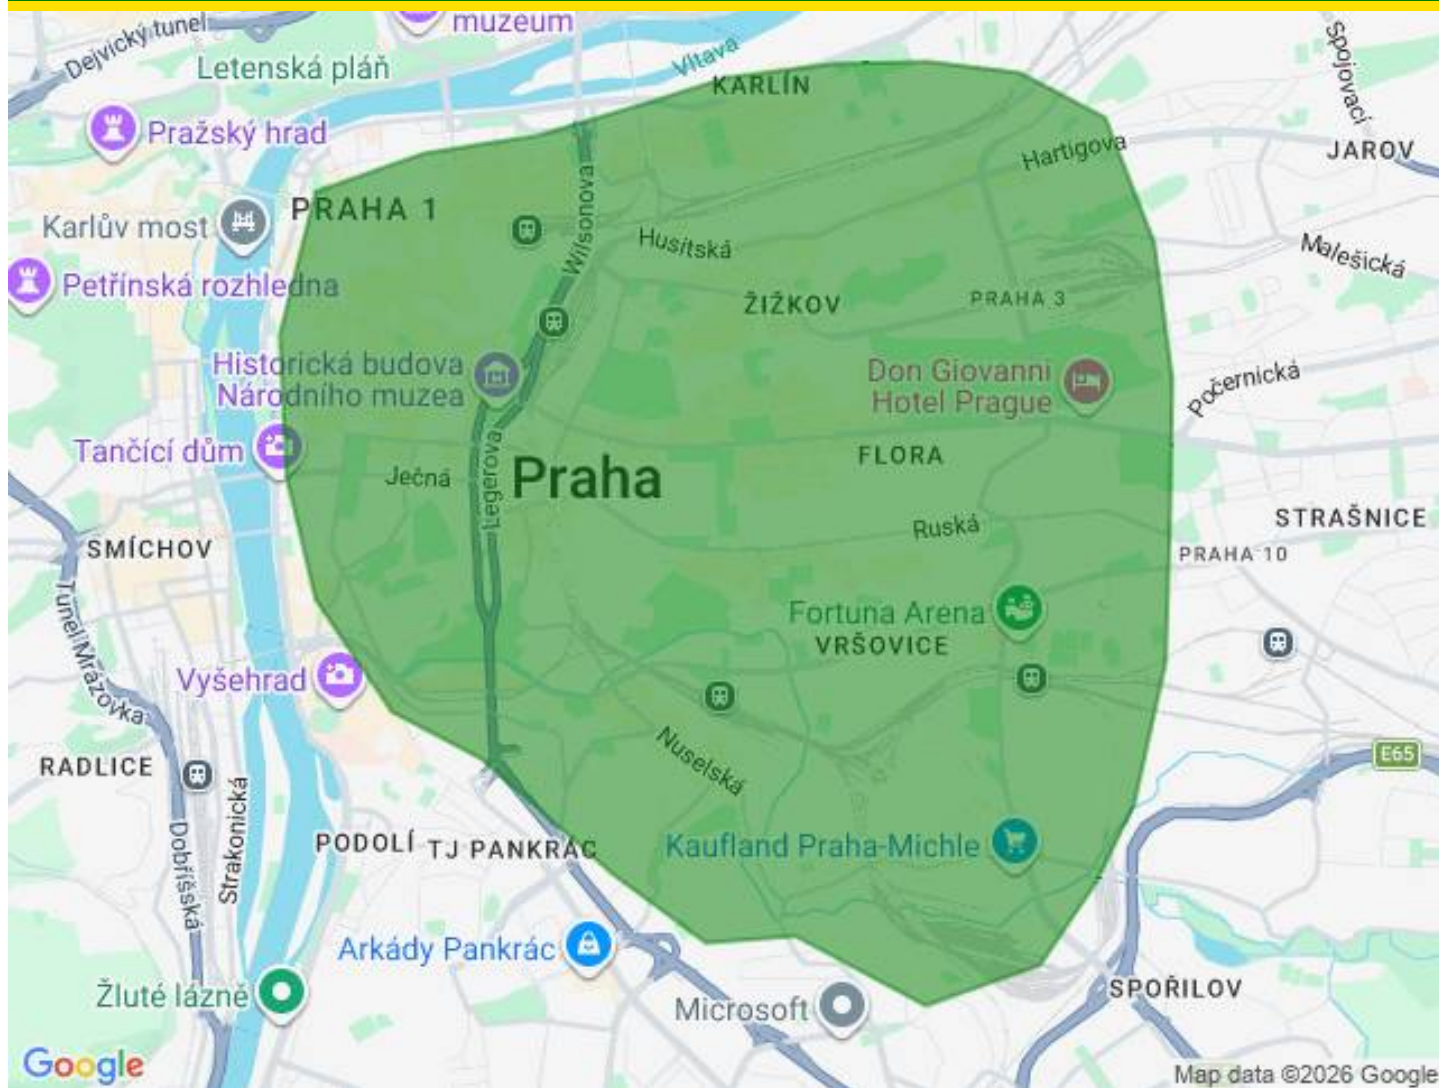 muzeum
Dejvický tunel
Letenská pláň
Vltava
KARLÍN
Spojovací
Pražský hrad
Hartigova
JAROV
PRAHA 1
Karlův most
Wilsonova
Husitská
Malešická
Petřínská rozhledna
ŽIŽKOV
PRAHA 3
Historická budova
Národního muzea
Don Giovanni
Hotel Prague
Počernická
Tančící dům
FLORA
Ječná
Legerova
Praha
Ruská
STRAŠNICE
SMÍCHOV
PRAHA 10
Tunel Mrázovka
Fortuna Arena
VRŠOVICE
Vyšehrad
Nuselská
RADLICE
E65
Strakonická
Dobříšská
PODOLÍ
TJ PANKRÁC
Kaufland Praha-Michle
Arkády Pankrác
Žluté lázně
SPOŘILOV
Microsoft
Google
Map data ©2026 Google